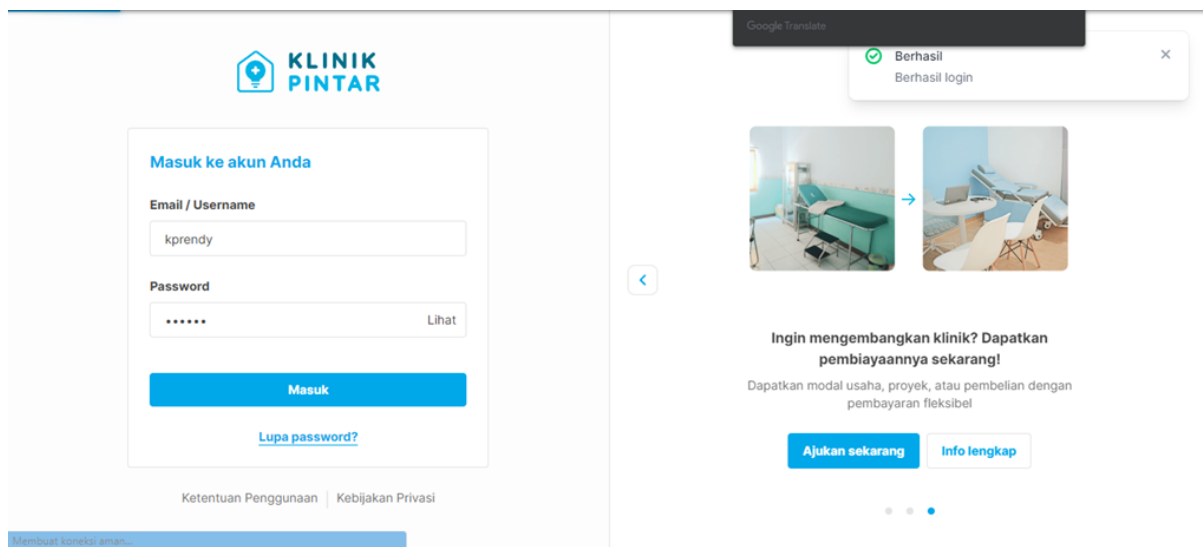 KLINIK
PINTAR
Masuk ke akun Anda
Email / Username
kprendy
Password
••••••
Lihat
Masuk
Lupa password?
Ketentuan Penggunaan
Kebijakan Privasi
Membuat koneksi aman...
Google Translate
Berhasil
Berhasil login
Ingin mengembangkan klinik? Dapatkan
pembiayaannya sekarang!
Dapatkan modal usaha, proyek, atau pembelian dengan
pembayaran fleksibel
Ajukan sekarang
Info lengkap